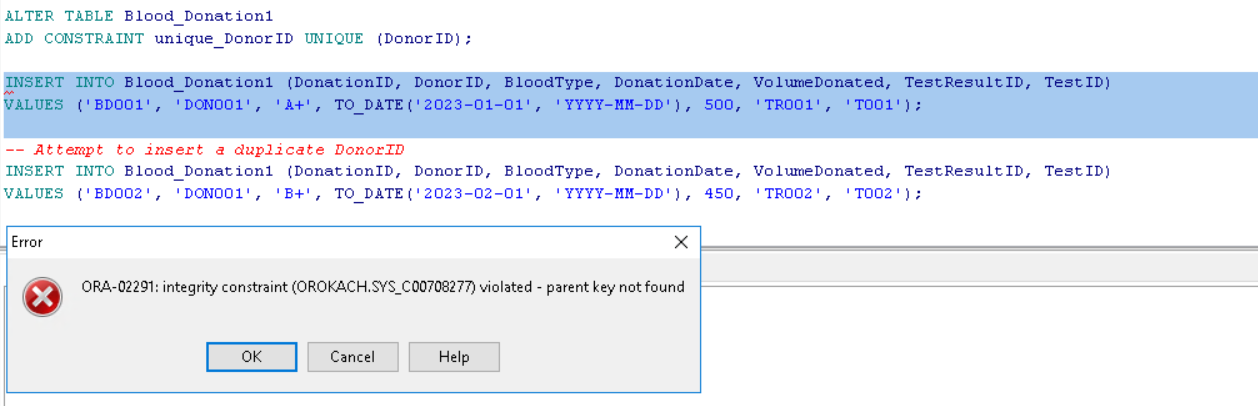 ALTER TABLE Blood_Donation1
ADD CONSTRAINT unique_DonorID UNIQUE (DonorID);
INSERT INTO Blood_Donation1 (DonationID, DonorID, BloodType, DonationDate, VolumeDonated, TestResultID, TestID)
VALUES ('BD001', 'DON001', 'A+', TO_DATE('2023-01-01', 'YYYY-MM-DD'), 500, 'TR001', 'T001');
-- Attempt to insert a duplicate DonorID
INSERT INTO Blood_Donation1 (DonationID, DonorID, BloodType, DonationDate, VolumeDonated, TestResultID, TestID)
VALUES ('BD002', 'DON001', 'B+', TO_DATE('2023-02-01', 'YYYY-MM-DD'), 450, 'TR002', 'T002');
Error
ORA-02291: integrity constraint (OROKACH.SYS_C00708277) violated - parent key not found
OK Cancel Help